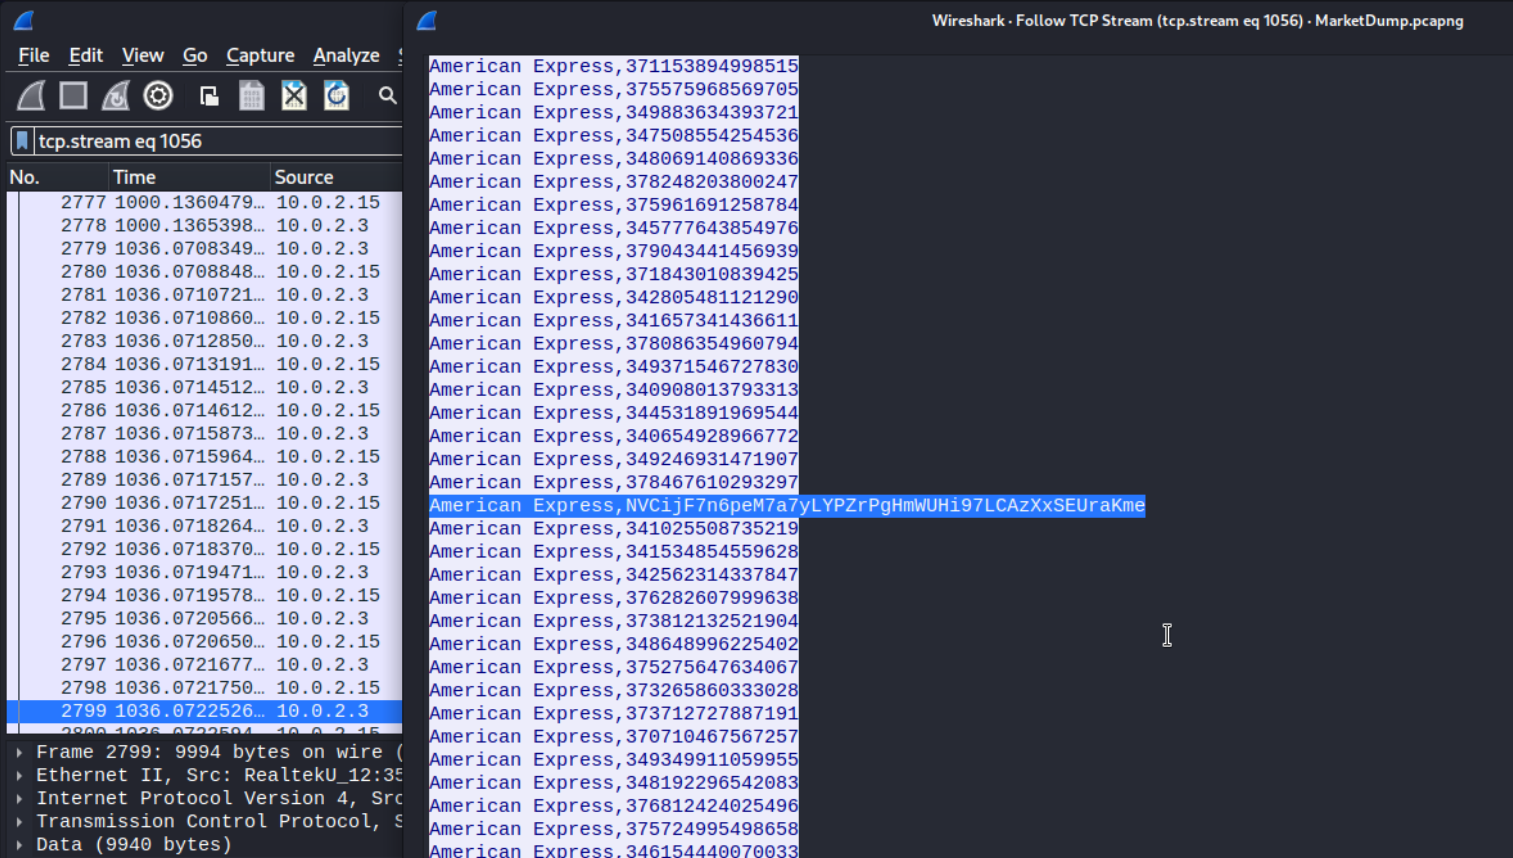 Wireshark · Follow TCP Stream (tcp.stream eq 1056) · MarketDump.pcapng
File Edit View Go Capture Analyze
tcp.stream eq 1056
No. Time Source
2777 1000.1360479… 10.0.2.15
2778 1000.1365398… 10.0.2.3
2779 1036.0708349… 10.0.2.3
2780 1036.0708848… 10.0.2.15
2781 1036.0710721… 10.0.2.3
2782 1036.0710860… 10.0.2.15
2783 1036.0712850… 10.0.2.3
2784 1036.0713191… 10.0.2.15
2785 1036.0714512… 10.0.2.3
2786 1036.0714612… 10.0.2.15
2787 1036.0715873… 10.0.2.3
2788 1036.0715964… 10.0.2.15
2789 1036.0717157… 10.0.2.3
2790 1036.0717251… 10.0.2.15
2791 1036.0718264… 10.0.2.3
2792 1036.0718370… 10.0.2.15
2793 1036.0719471… 10.0.2.3
2794 1036.0719578… 10.0.2.15
2795 1036.0720566… 10.0.2.3
2796 1036.0720650… 10.0.2.15
2797 1036.0721677… 10.0.2.3
2798 1036.0721750… 10.0.2.15
2799 1036.0722526… 10.0.2.3
2800 1036.0722594… 10.0.2.15
Frame 2799: 9994 bytes on wire (
Ethernet II, Src: RealtekU_12:35
Internet Protocol Version 4, Src
Transmission Control Protocol, S
Data (9940 bytes)
American Express,371153894998515
American Express,375575968569705
American Express,349883634393721
American Express,347508554254536
American Express,348069140869336
American Express,378248203800247
American Express,375961691258784
American Express,345777643854976
American Express,379043441456939
American Express,371843010839425
American Express,342805481121290
American Express,341657341436611
American Express,378086354960794
American Express,349371546727830
American Express,340908013793313
American Express,344531891969544
American Express,340654928966772
American Express,349246931471907
American Express,378467610293297
American Express,NVCijF7n6peM7a7yLYPZrPgHmWUHi97LCAzXxSEUraKme
American Express,341025508735219
American Express,341534854559628
American Express,342562314337847
American Express,376282607999638
American Express,373812132521904
American Express,348648996225402
American Express,375275647634067
American Express,373265860333028
American Express,373712727887191
American Express,370710467567257
American Express,349349911059955
American Express,348192296542083
American Express,376812424025496
American Express,375724995498658
American Express,346154440070033